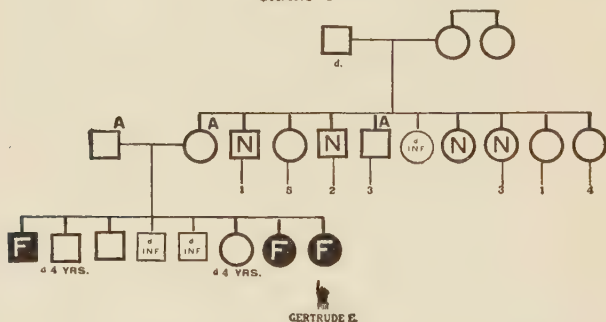 d.
A A A
N N d INF N N
1 5 2 3 3 1 4
F d INF d INF F F
d 4 YRS. d 4 YRS.
GERTRUDE E.